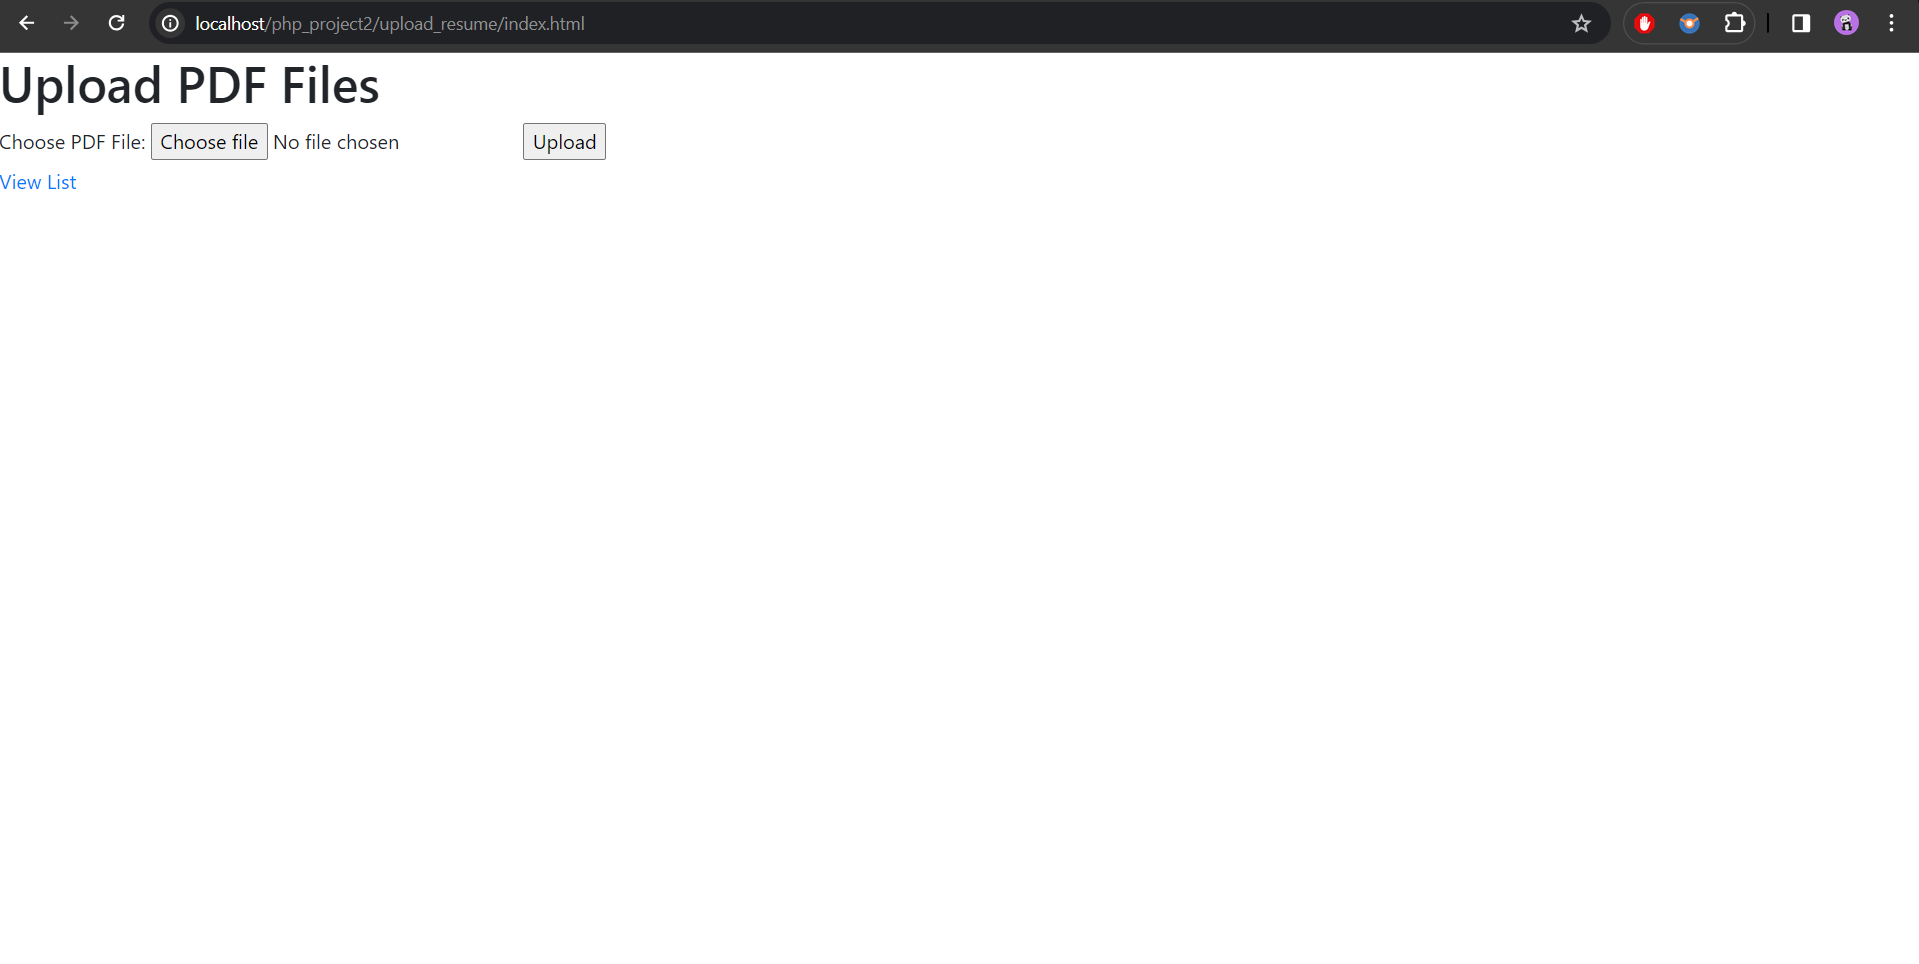 localhost/php_project2/upload_resume/index.html
Upload PDF Files
Choose PDF File: Choose file No file chosen Upload
View List